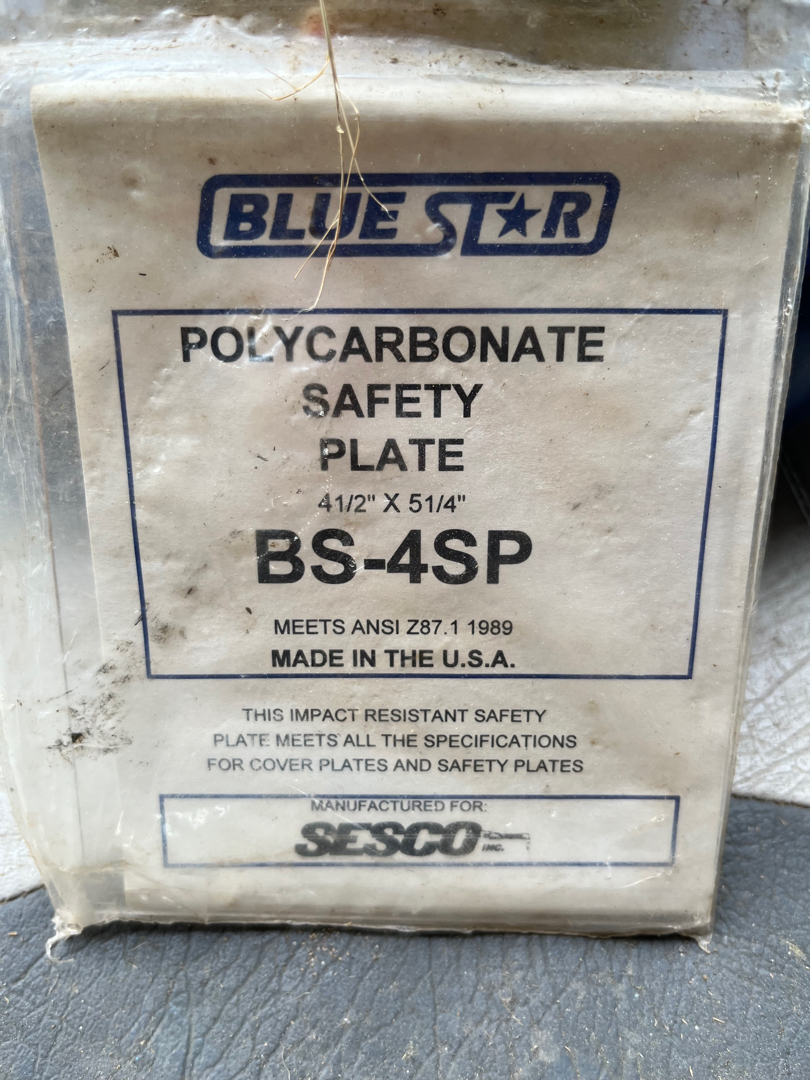 BLUE STAR
POLYCARBONATE
SAFETY
PLATE
41/2" X 51/4"
BS-4SP
MEETS ANSI Z87.1 1989
MADE IN THE U.S.A.
THIS IMPACT RESISTANT SAFETY
PLATE MEETS ALL THE SPECIFICATIONS
FOR COVER PLATES AND SAFETY PLATES
MANUFACTURED FOR:
SESCO INC.